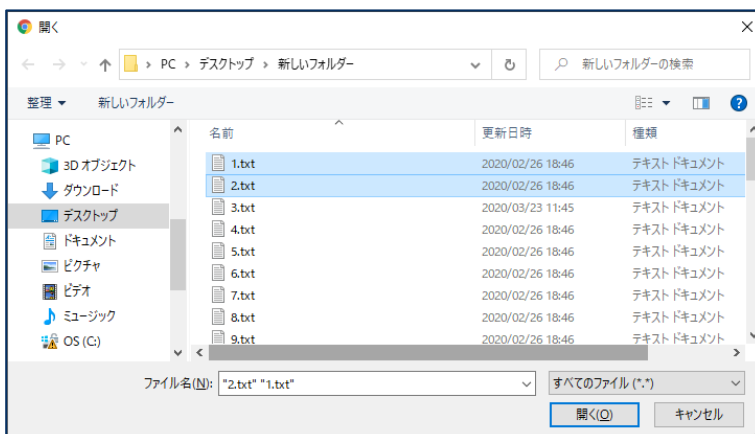 開く
PC › デスクトップ › 新しいフォルダー
新しいフォルダーの検索
整理 新しいフォルダー
PC
3D オブジェクト
ダウンロード
デスクトップ
ドキュメント
ピクチャ
ビデオ
ミュージック
OS (C:)
名前 更新日時 種類
1.txt 2020/02/26 18:46 テキスト ドキュメント
2.txt 2020/02/26 18:46 テキスト ドキュメント
3.txt 2020/03/23 11:45 テキスト ドキュメント
4.txt 2020/02/26 18:46 テキスト ドキュメント
5.txt 2020/02/26 18:46 テキスト ドキュメント
6.txt 2020/02/26 18:46 テキスト ドキュメント
7.txt 2020/02/26 18:46 テキスト ドキュメント
8.txt 2020/02/26 18:46 テキスト ドキュメント
9.txt 2020/02/26 18:46 テキスト ドキュメント
ファイル名(N): "2.txt" "1.txt" すべてのファイル (*.*)
開く(O) キャンセル